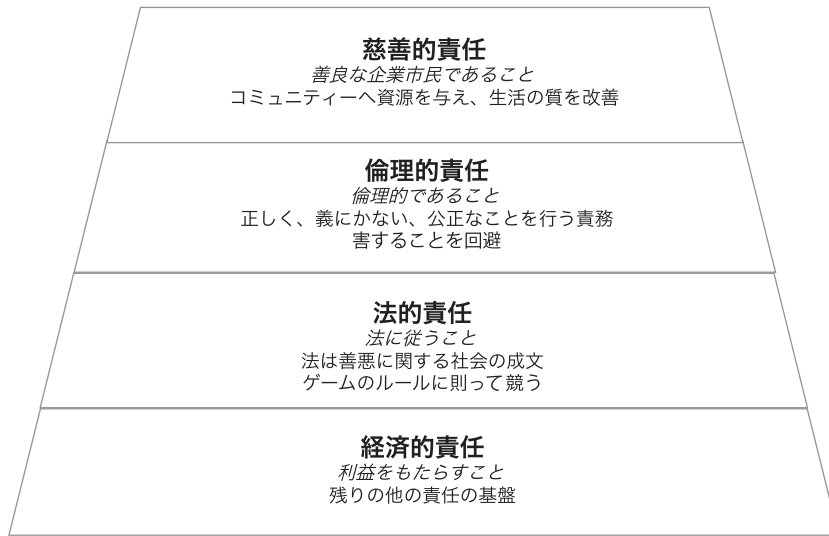 慈善的責任
善良な企業市民であること
コミュニティーへ資源を与え、生活の質を改善
倫理的責任
倫理的であること
正しく、義にかない、公正なことを行う責務
害することを回避
法的責任
法に従うこと
法は善悪に関する社会の成文
ゲームのルールに則って競う
経済的責任
利益をもたらすこと
残りの他の責任の基盤